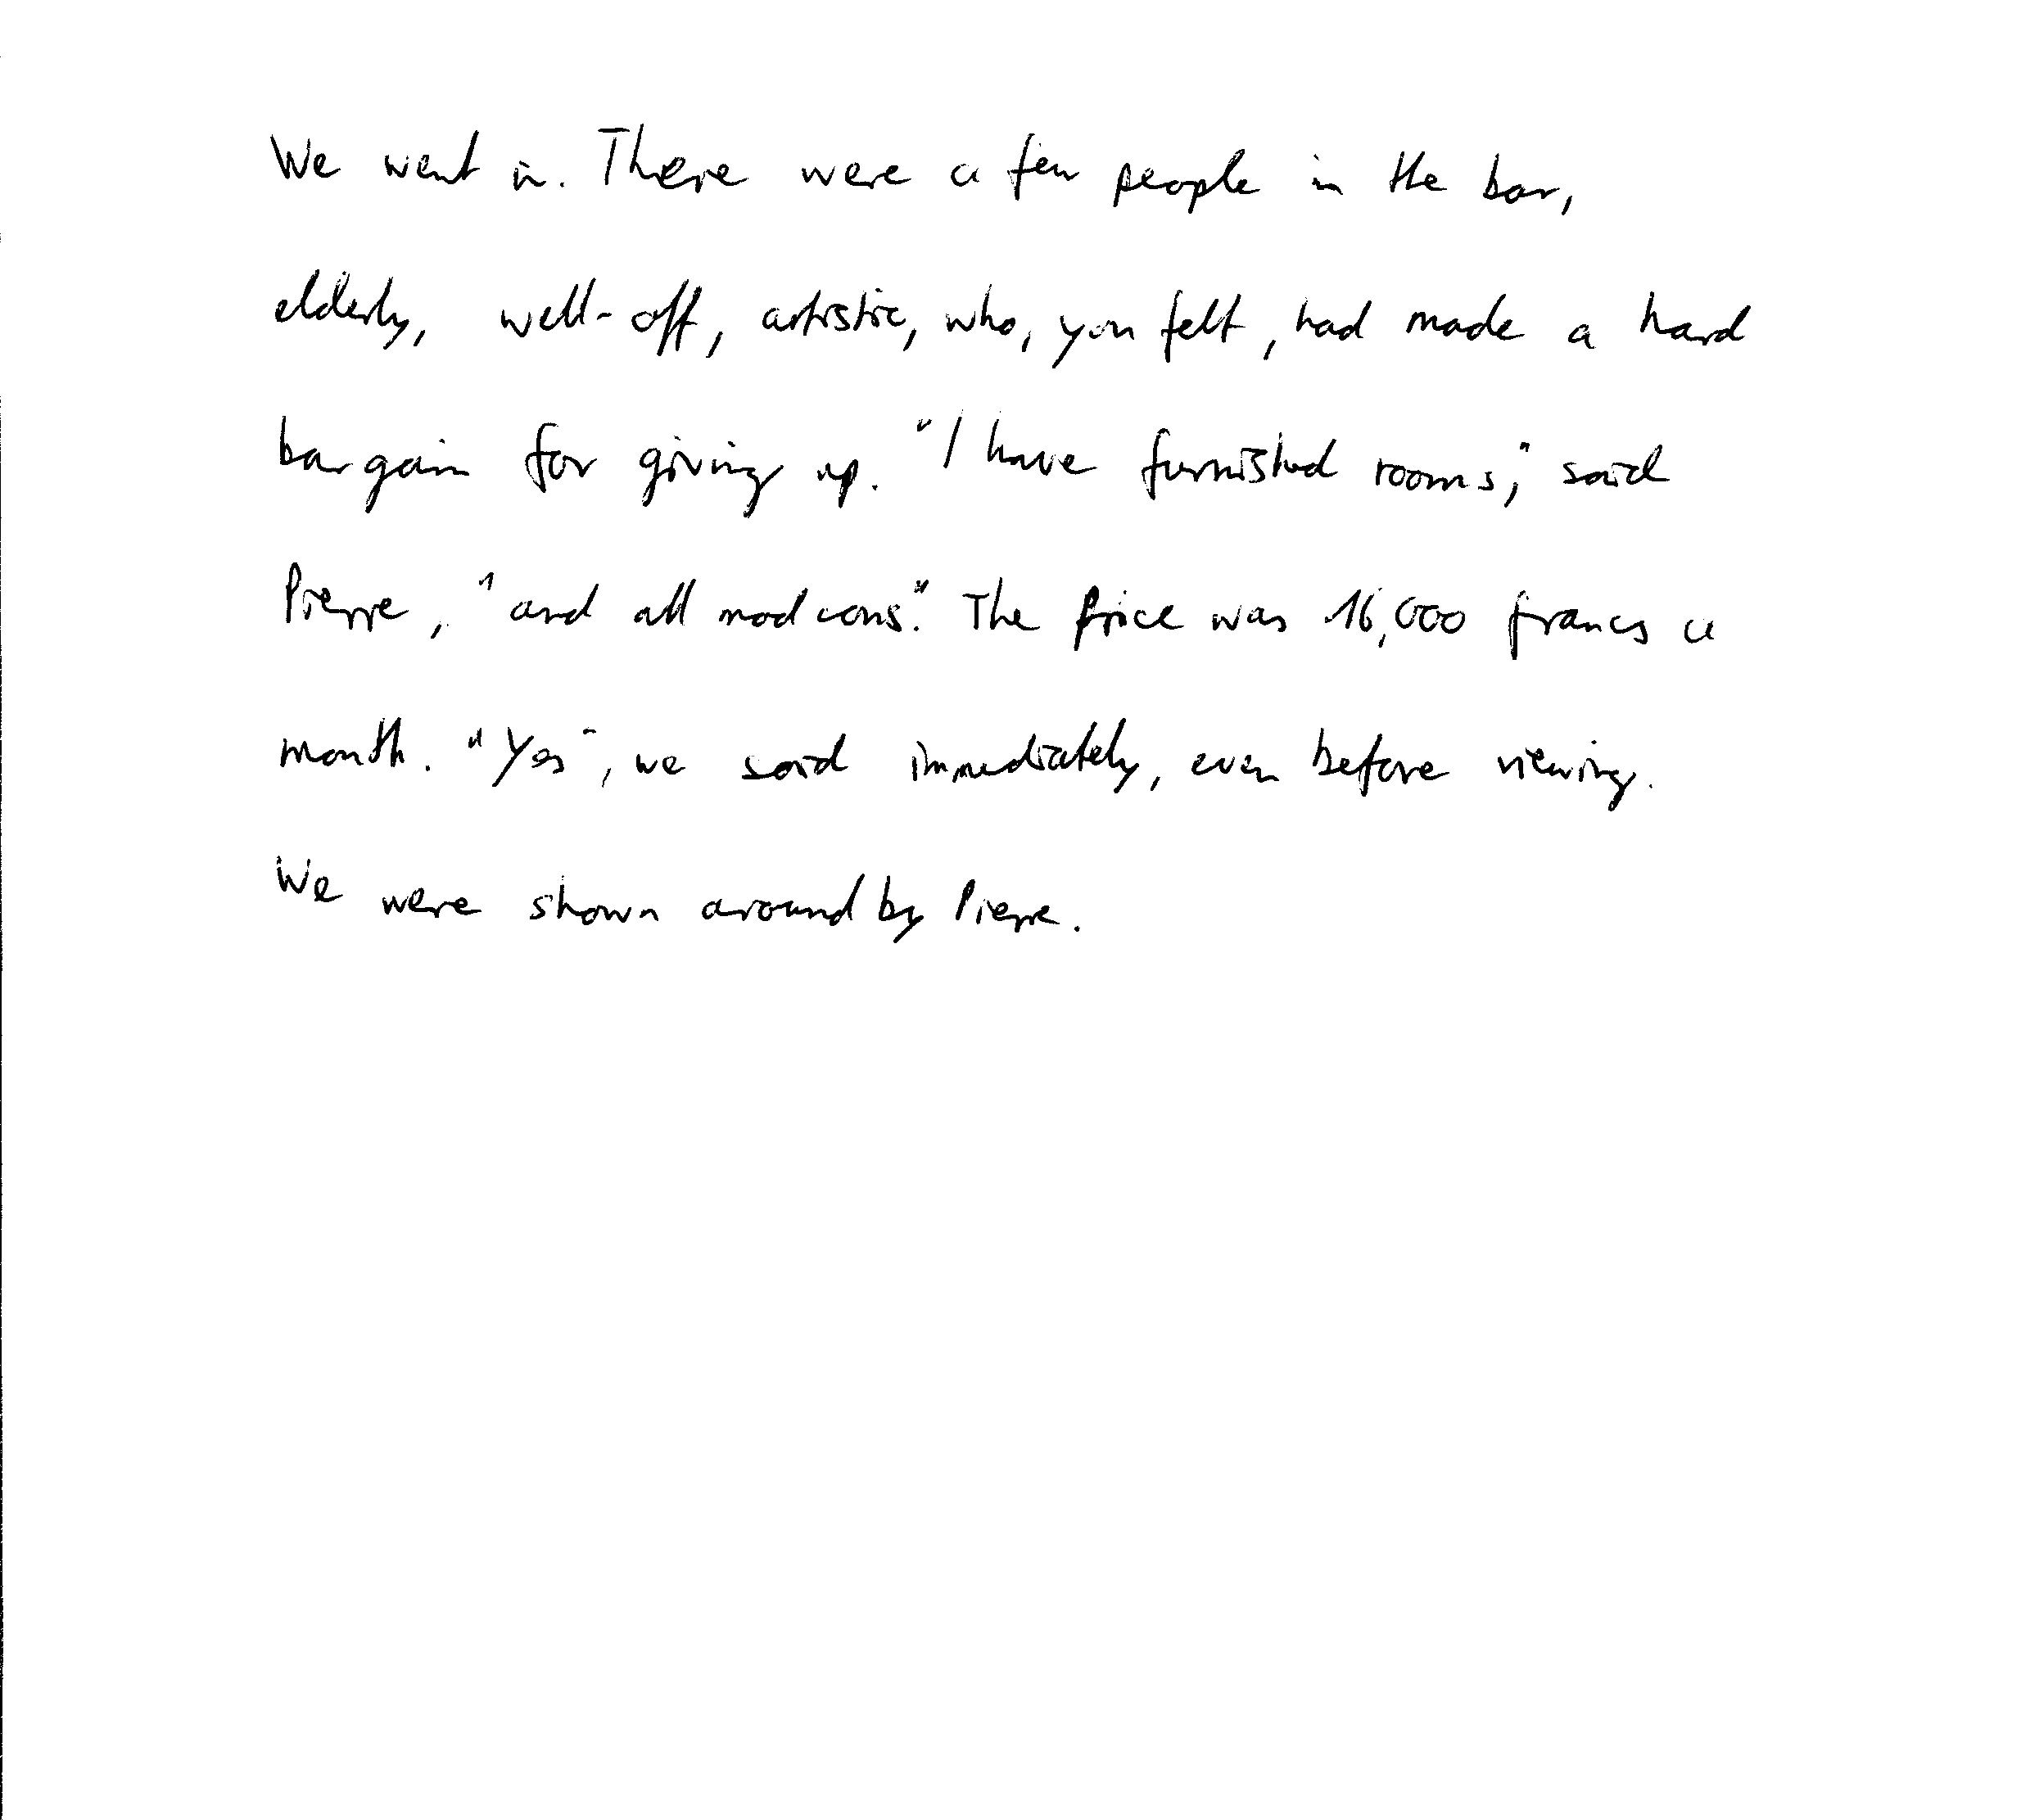 We went in. There were a few people in the bar,
elderly, well-off, artistic, who, you felt, had made a hard
bargain for giving up. "I have furnished rooms," said
Pierre, "and all mod cons." The price was 16,000 francs a
month. "Yes", we said immediately, even before viewing.
We were shown around by Pierre.